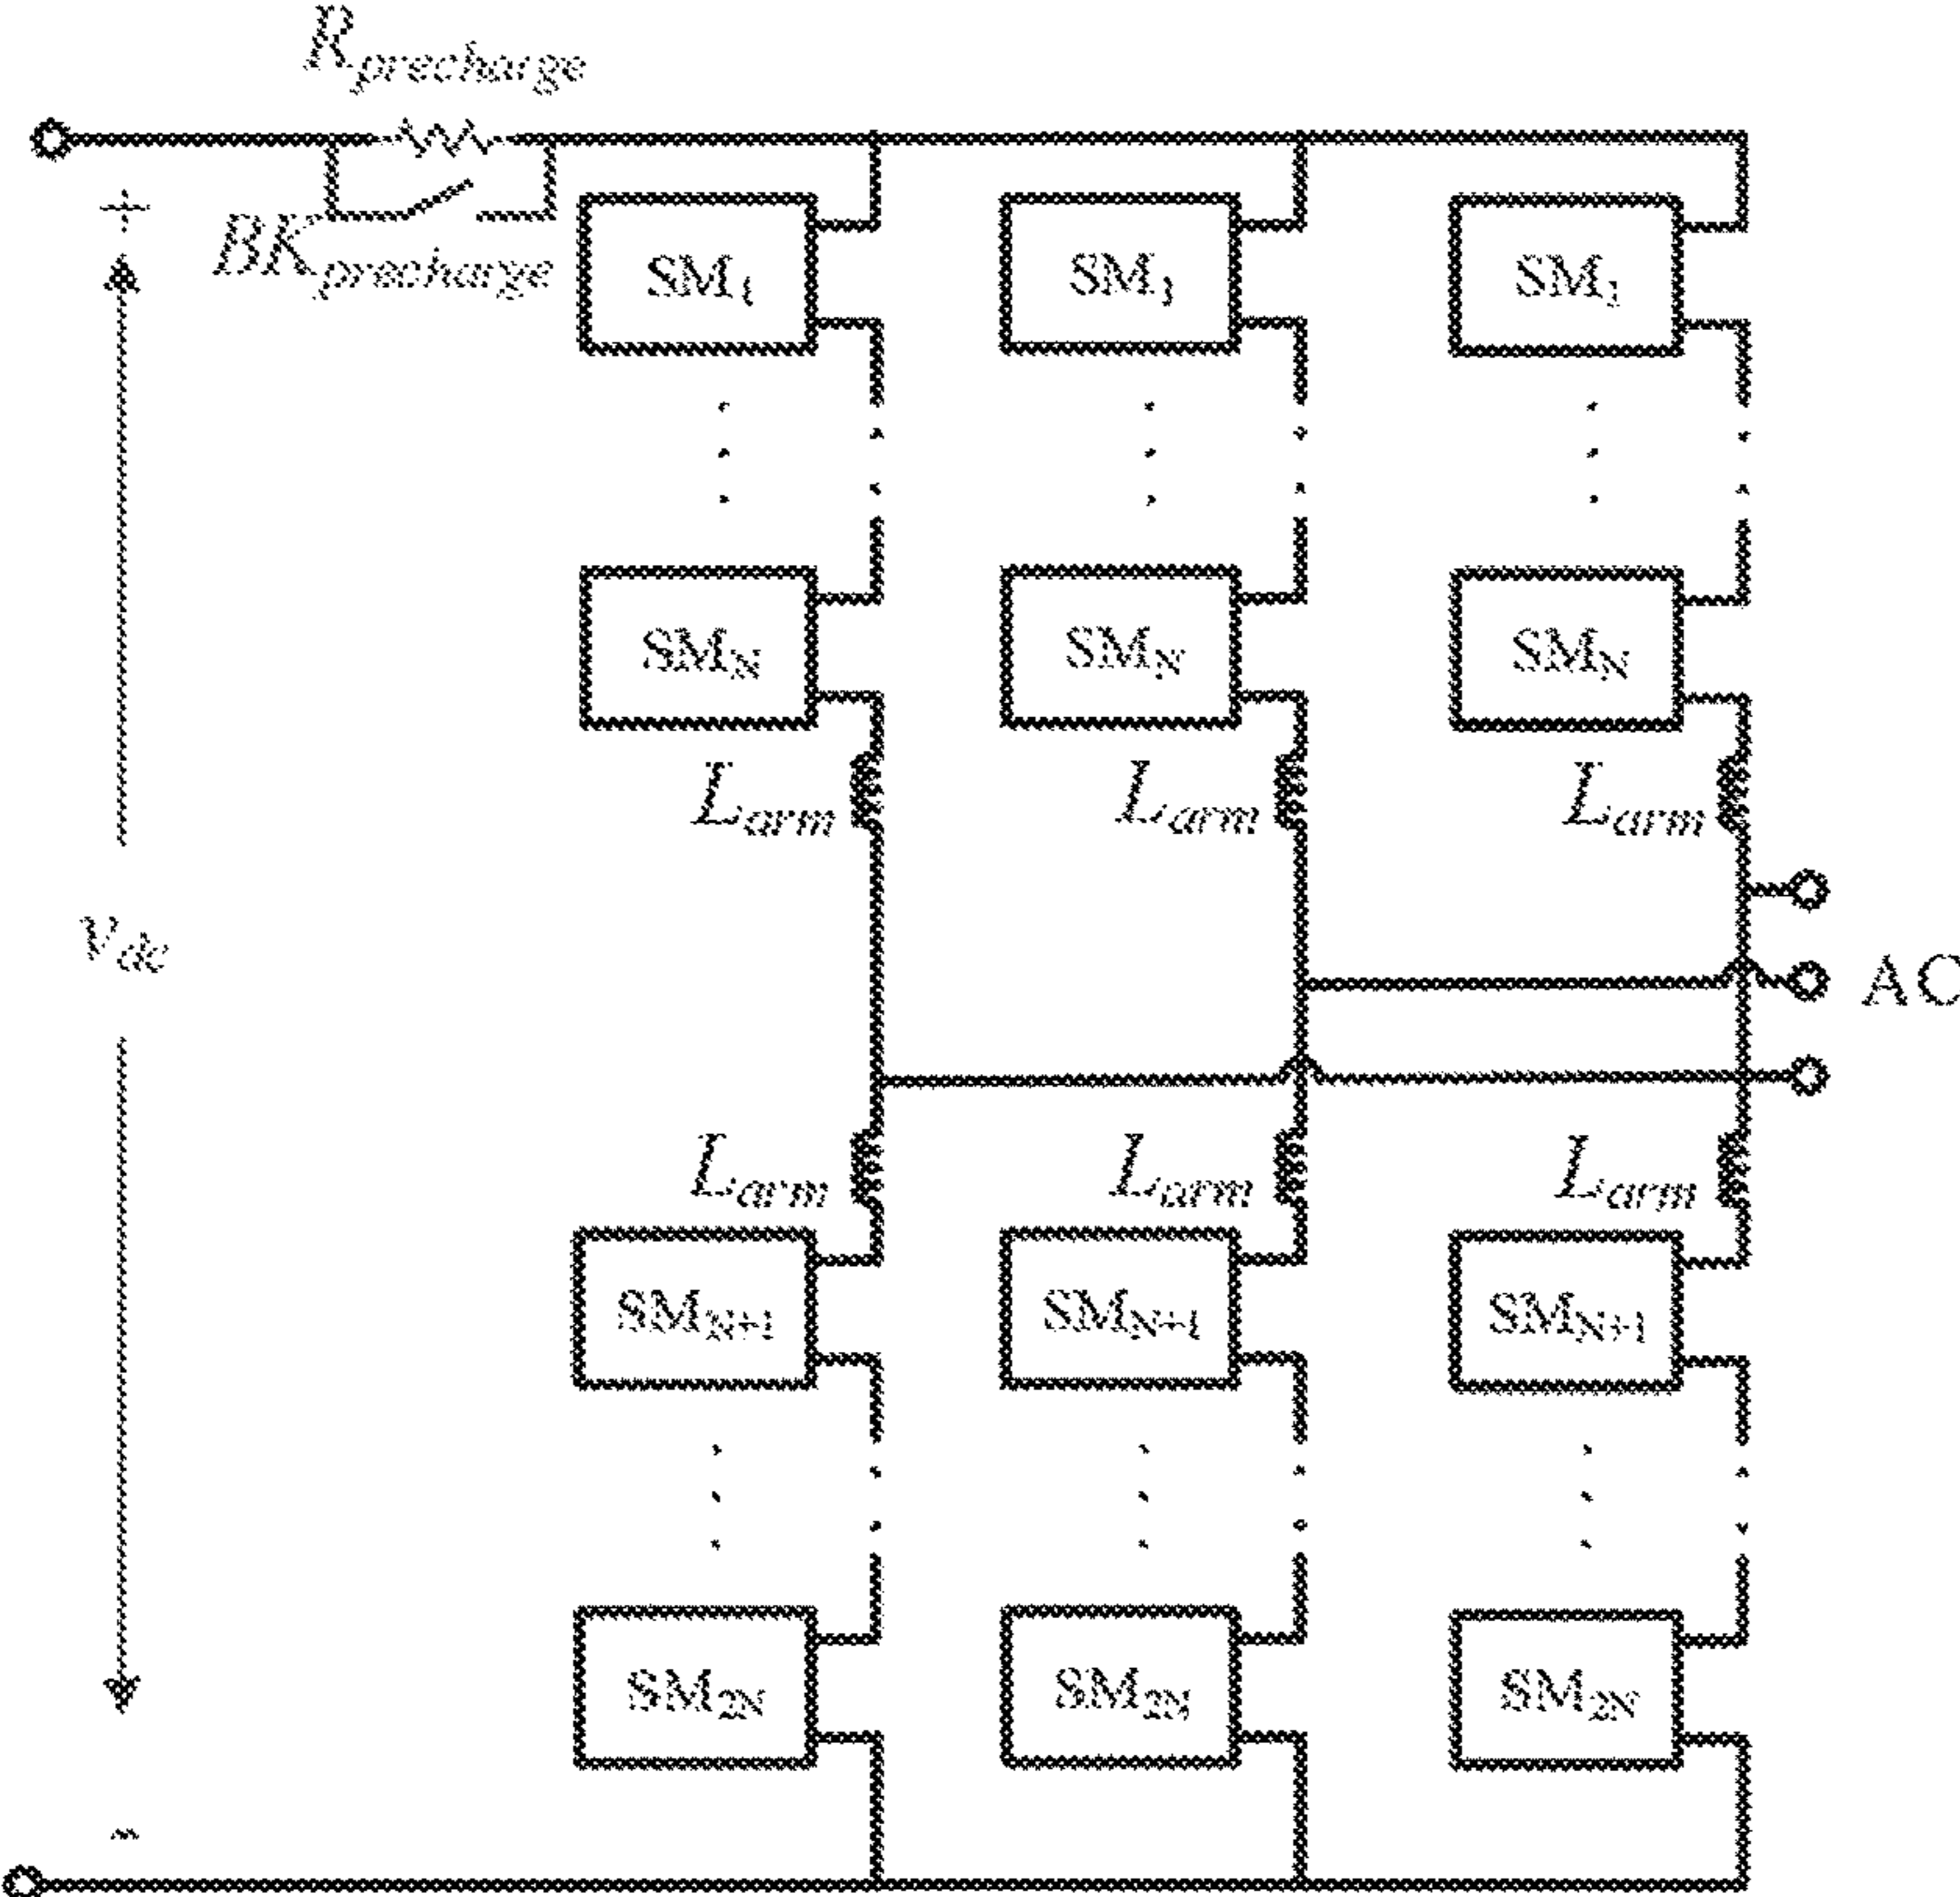 R_precharge
+
BK_precharge
SM_1 SM_1 SM_1
SM_N SM_N SM_N
L_arm L_arm L_arm
v_dc
AC
L_arm L_arm L_arm
SM_N+1 SM_N+1 SM_N+1
SM_2N SM_2N SM_2N
-